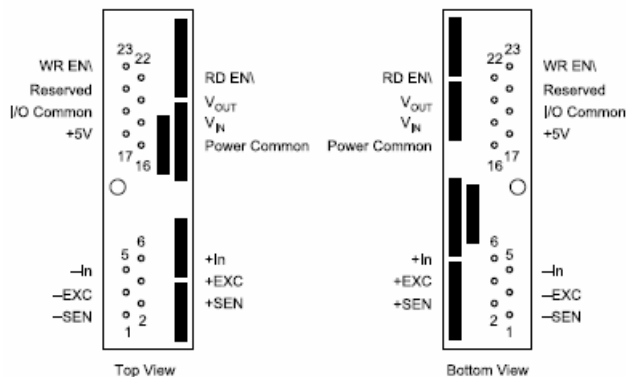 23
22
WR EN\
Reserved
I/O Common
+5V
17
16
RD EN\
VOUT
VIN
Power Common
6
5
–In
–EXC
–SEN
1
2
+In
+EXC
+SEN
Top View
23
22
RD EN\
VOUT
VIN
Power Common
16
17
WR EN\
Reserved
I/O Common
+5V
6
5
+In
+EXC
+SEN
2
1
–In
–EXC
–SEN
Bottom View